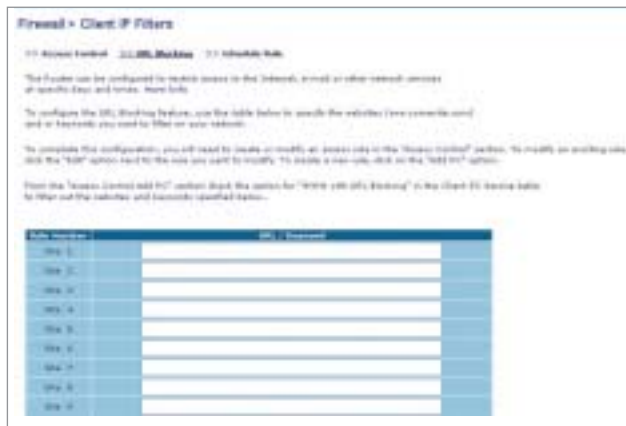 Firewall > Client IP Filters
>> Access Control >> URL Blocking >> Schedule Rule
The Router can be configured to restrict access to the Internet, e-mail or other network services
at specific days and times. More Info
To configure the URL Blocking feature, use the table below to specify the websites (www.somesite.com)
and or keywords you want to filter on your network.
To complete this configuration, you will need to create or modify an access rule in the "Access Control" section. To modify an existing rule,
click the "Edit" option next to the rule you want to modify. To create a new rule, click on the "Add PC" option.
From the "Access Control Add PC" section check the option for "WWW with URL Blocking" in the Client PC Service table
to filter out the websites and keywords specified below.
Rule Number URL / Keyword
Site 1
Site 2
Site 3
Site 4
Site 5
Site 6
Site 7
Site 8
Site 9